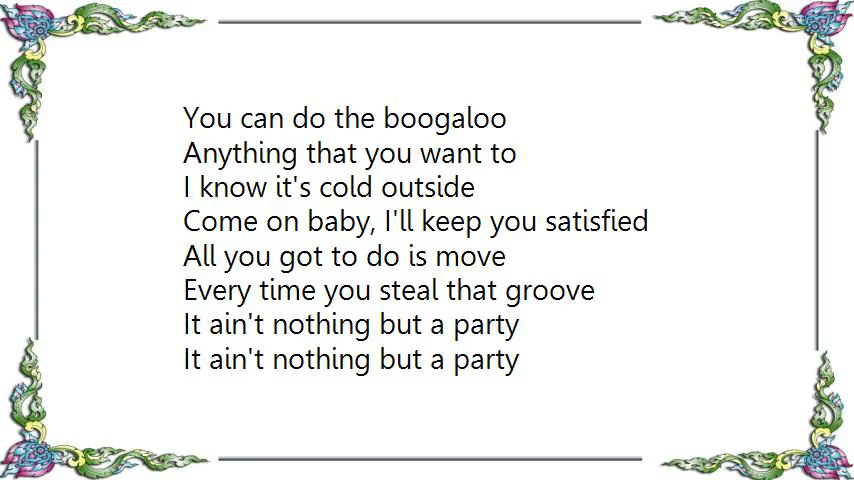 You can do the boogaloo
Anything that you want to
I know it's cold outside
Come on baby, I'll keep you satisfied
All you got to do is move
Every time you steal that groove
It ain't nothing but a party
It ain't nothing but a party